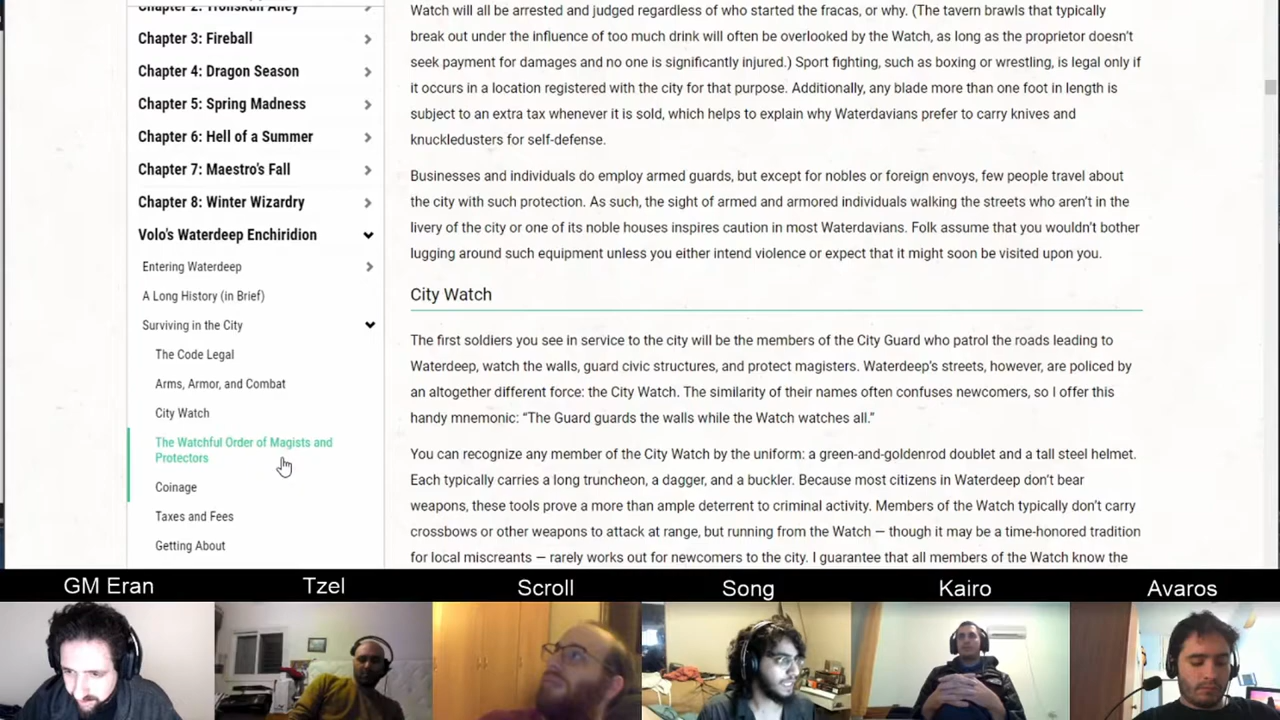 Chapter 2: Trollskull Alley
Chapter 3: Fireball
Chapter 4: Dragon Season
Chapter 5: Spring Madness
Chapter 6: Hell of a Summer
Chapter 7: Maestro's Fall
Chapter 8: Winter Wizardry
Volo's Waterdeep Enchiridion
Entering Waterdeep
A Long History (in Brief)
Surviving in the City
The Code Legal
Arms, Armor, and Combat
City Watch
The Watchful Order of Magists and
Protectors
Coinage
Taxes and Fees
Getting About
Watch will all be arrested and judged regardless of who started the fracas, or why. (The tavern brawls that typically
break out under the influence of too much drink will often be overlooked by the Watch, as long as the proprietor doesn't
seek payment for damages and no one is significantly injured.) Sport fighting, such as boxing or wrestling, is legal only if
it occurs in a location registered with the city for that purpose. Additionally, any blade more than one foot in length is
subject to an extra tax whenever it is sold, which helps to explain why Waterdavians prefer to carry knives and
knuckledusters for self-defense.
Businesses and individuals do employ armed guards, but except for nobles or foreign envoys, few people travel about
the city with such protection. As such, the sight of armed and armored individuals walking the streets who aren't in the
livery of the city or one of its noble houses inspires caution in most Waterdavians. Folk assume that you wouldn't bother
lugging around such equipment unless you either intend violence or expect that it might soon be visited upon you.
City Watch
The first soldiers you see in service to the city will be the members of the City Guard who patrol the roads leading to
Waterdeep, watch the walls, guard civic structures, and protect magisters. Waterdeep's streets, however, are policed by
an altogether different force: the City Watch. The similarity of their names often confuses newcomers, so I offer this
handy mnemonic: “The Guard guards the walls while the Watch watches all.”
You can recognize any member of the City Watch by the uniform: a green-and-goldenrod doublet and a tall steel helmet.
Each typically carries a long truncheon, a dagger, and a buckler. Because most citizens in Waterdeep don't bear
weapons, these tools prove a more than ample deterrent to criminal activity. Members of the Watch typically don't carry
crossbows or other weapons to attack at range, but running from the Watch — though it may be a time-honored tradition
for local miscreants — rarely works out for newcomers to the city. I guarantee that all members of the Watch know the
GM Eran
Tzel
Scroll
Song
Kairo
Avaros